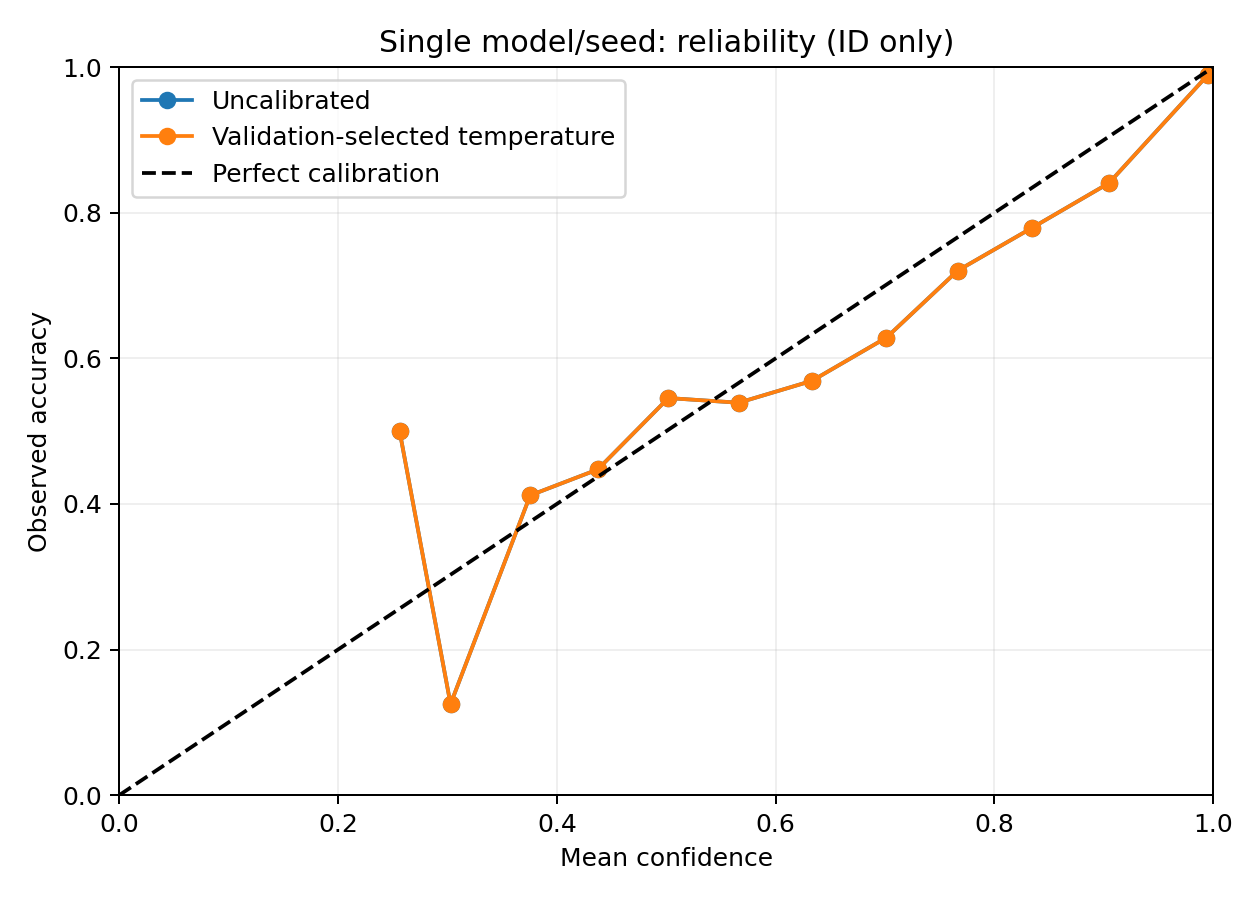 Single model/seed: reliability (ID only)
1.0
0.8
0.6
0.4
0.2
0.0
Observed accuracy
Uncalibrated
Validation-selected temperature
Perfect calibration
0.0 0.2 0.4 0.6 0.8 1.0
Mean confidence